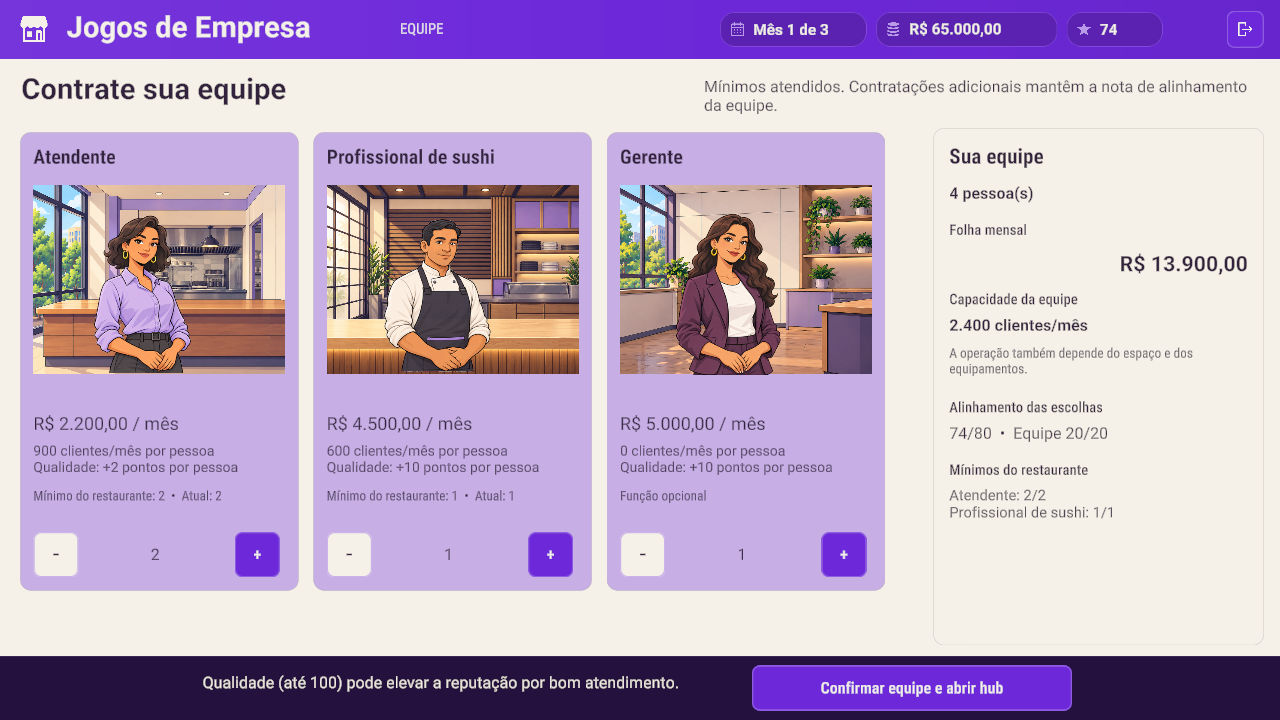 Jogos de Empresa
EQUIPE
Mês 1 de 3
R$ 65.000,00
74
Contrate sua equipe
Mínimos atendidos. Contratações adicionais mantêm a nota de alinhamento
da equipe.
Atendente
R$ 2.200,00 / mês
900 clientes/mês por pessoa
Qualidade: +2 pontos por pessoa
Mínimo do restaurante: 2 • Atual: 2
-
2
+
Profissional de sushi
R$ 4.500,00 / mês
600 clientes/mês por pessoa
Qualidade: +10 pontos por pessoa
Mínimo do restaurante: 1 • Atual: 1
-
1
+
Gerente
R$ 5.000,00 / mês
0 clientes/mês por pessoa
Qualidade: +10 pontos por pessoa
Função opcional
-
1
+
Sua equipe
4 pessoa(s)
Folha mensal
R$ 13.900,00
Capacidade da equipe
2.400 clientes/mês
A operação também depende do espaço e dos
equipamentos.
Alinhamento das escolhas
74/80 • Equipe 20/20
Mínimos do restaurante
Atendente: 2/2
Profissional de sushi: 1/1
Qualidade (até 100) pode elevar a reputação por bom atendimento.
Confirmar equipe e abrir hub